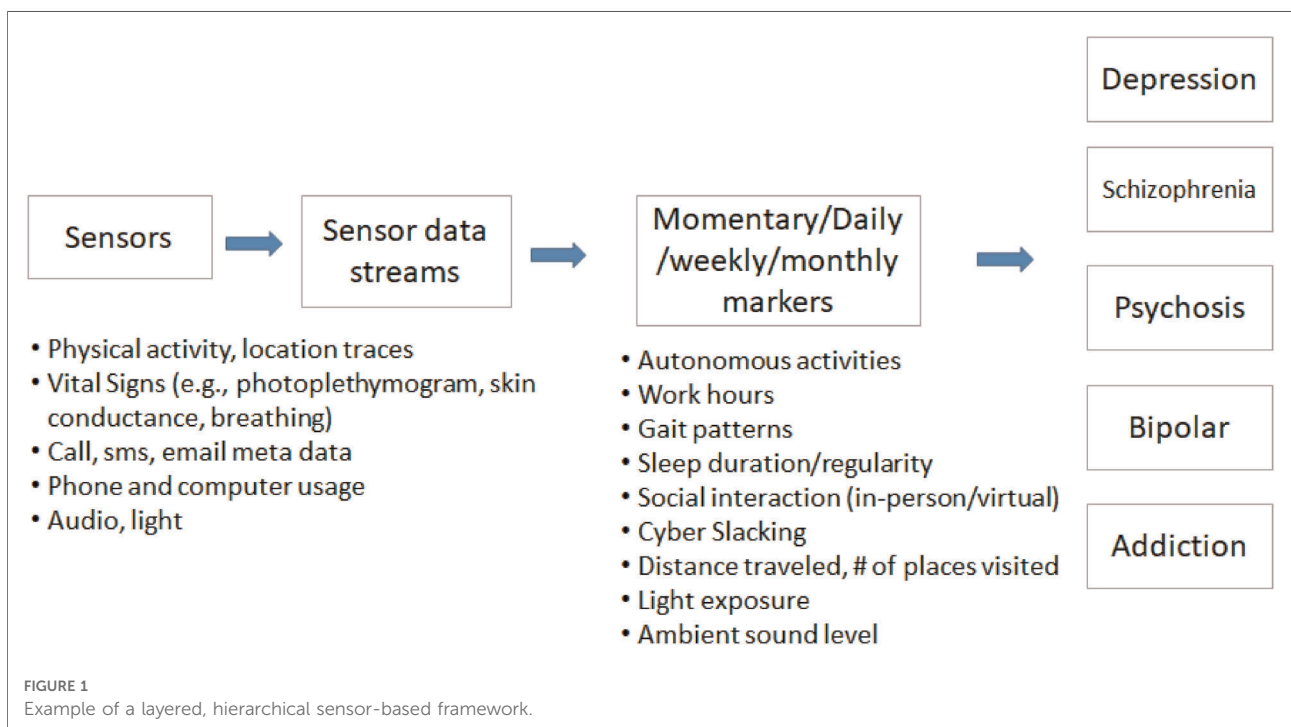 Sensors
Sensor data
streams
Momentary/Daily
/weekly/monthly
markers
Depression
Schizophrenia
Psychosis
Bipolar
Addiction
• Physical activity, location traces
• Vital Signs (e.g., photoplethymogram, skin
conductance, breathing)
• Call, sms, email meta data
• Phone and computer usage
• Audio, light
• Autonomous activities
• Work hours
• Gait patterns
• Sleep duration/regularity
• Social interaction (in-person/virtual)
• Cyber Slacking
• Distance traveled, # of places visited
• Light exposure
• Ambient sound level
FIGURE 1
Example of a layered, hierarchical sensor-based framework.